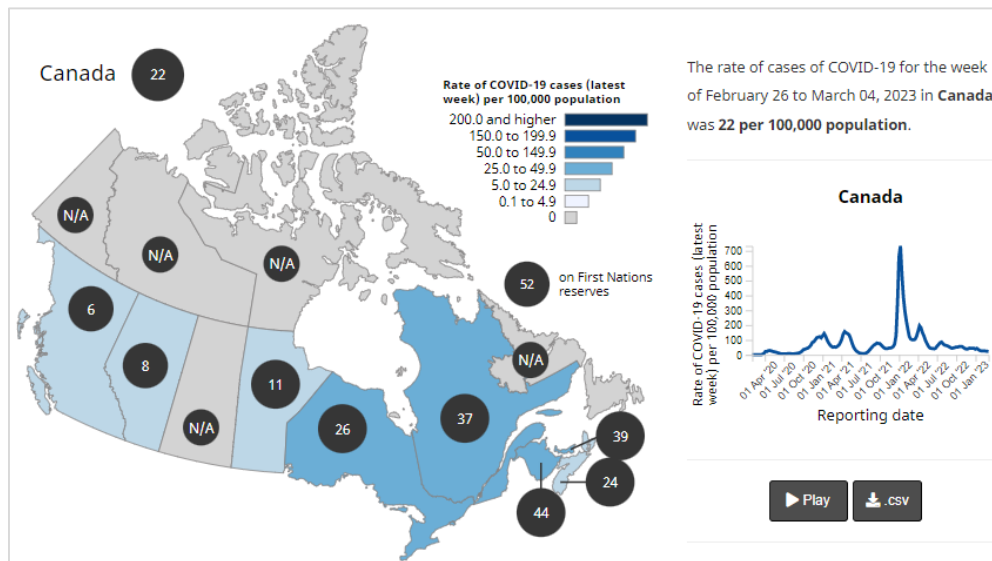 Canada
22
Rate of COVID-19 cases (latest
week) per 100,000 population
200.0 and higher
150.0 to 199.9
50.0 to 149.9
25.0 to 49.9
5.0 to 24.9
0.1 to 4.9
0
N/A
N/A
N/A
52
on First Nations
reserves
6
8
N/A
11
26
37
N/A
39
24
44
The rate of cases of COVID-19 for the week
of February 26 to March 04, 2023 in Canada
was 22 per 100,000 population.
Canada
Rate of COVID-19 cases (latest
week) per 100,000 population
700
600
500
400
300
200
100
0
01 Apr '20
01 Jul '20
01 Oct '20
01 Jan '21
01 Apr '21
01 Jul '21
01 Oct '21
01 Jan '22
01 Apr '22
01 Jul '22
01 Oct '22
01 Jan '23
Reporting date
Play
.csv